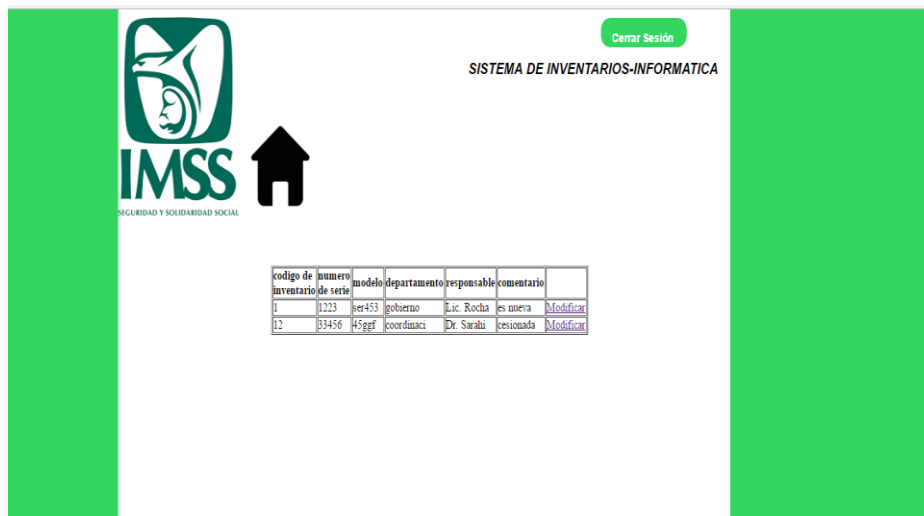 Cerrar Sesión
SISTEMA DE INVENTARIOS-INFORMATICA
IMSS
SEGURIDAD Y SOLIDARIDAD SOCIAL
codigo de inventario numero de serie modelo departamento responsable comentario
1 1223 ser453 gobierno Lic. Rocha es nueva Modificar
12 33456 45ggf coordinaci Dr. Sarahi cesionada Modificar